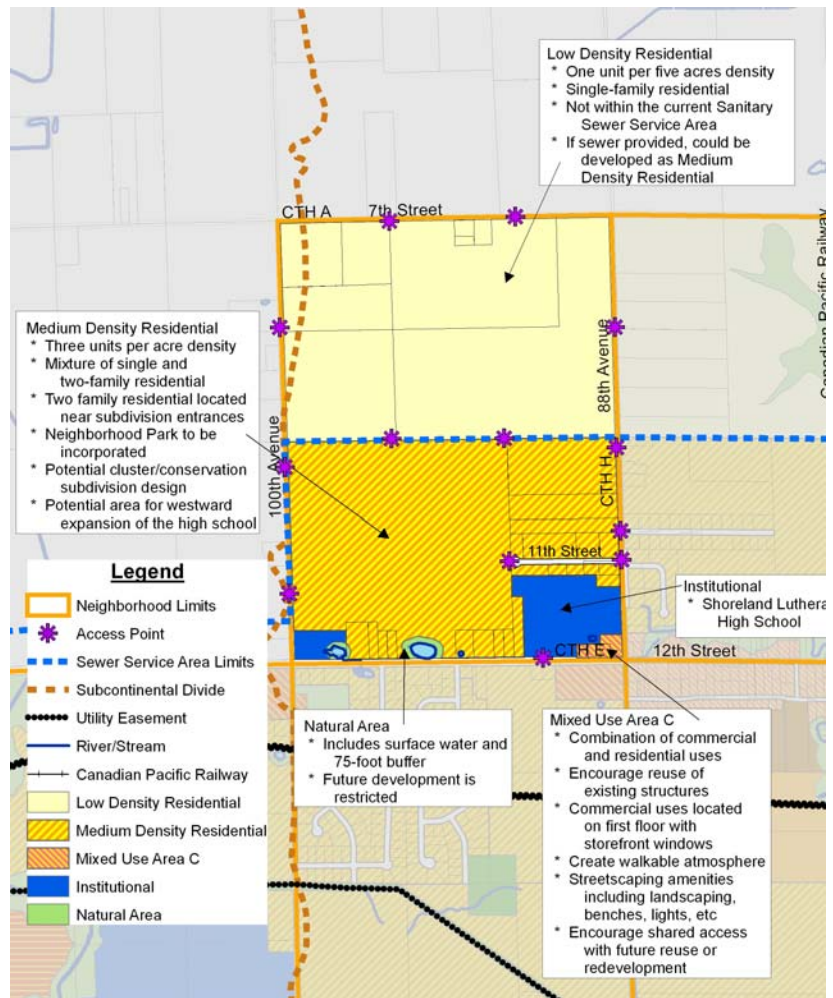 Low Density Residential
* One unit per five acres density
* Single-family residential
* Not within the current Sanitary
Sewer Service Area
* If sewer provided, could be
developed as Medium
Density Residential
CTH A
7th Street
Canadian Pacific Railway
88th Avenue
CTH H
100th Avenue
Medium Density Residential
* Three units per acre density
* Mixture of single and
two-family residential
* Two family residential located
near subdivision entrances
* Neighborhood Park to be
incorporated
* Potential cluster/conservation
subdivision design
* Potential area for westward
expansion of the high school
11th Street
Institutional
* Shoreland Luthera
High School
CTH E
12th Street
Legend
Neighborhood Limits
Access Point
Sewer Service Area Limits
Subcontinental Divide
Utility Easement
River/Stream
Canadian Pacific Railway
Low Density Residential
Medium Density Residential
Mixed Use Area C
Institutional
Natural Area
Natural Area
* Includes surface water and
75-foot buffer
* Future development is
restricted
Mixed Use Area C
* Combination of commercial
and residential uses
* Encourage reuse of
existing structures
* Commercial uses located
on first floor with
storefront windows
* Create walkable atmosphere
* Streetscaping amenities
including landscaping,
benches, lights, etc
* Encourage shared access
with future reuse or
redevelopment